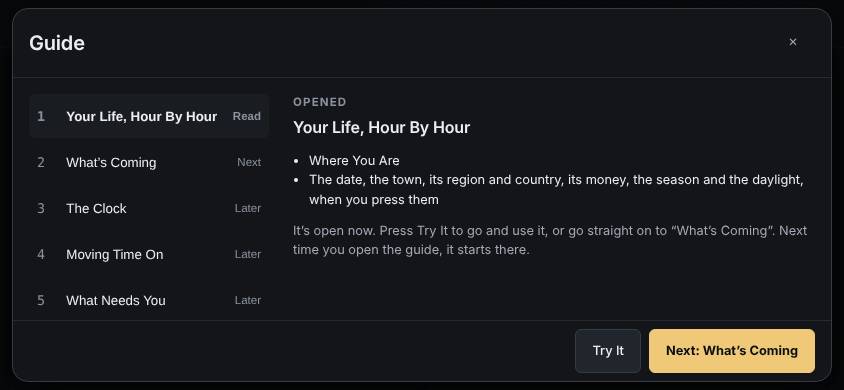 Guide
×
1 Your Life, Hour By Hour Read
2 What’s Coming Next
3 The Clock Later
4 Moving Time On Later
5 What Needs You Later
OPENED
Your Life, Hour By Hour
• Where You Are
• The date, the town, its region and country, its money, the season and the daylight,
when you press them
It’s open now. Press Try It to go and use it, or go straight on to “What’s Coming”. Next
time you open the guide, it starts there.
Try It
Next: What’s Coming